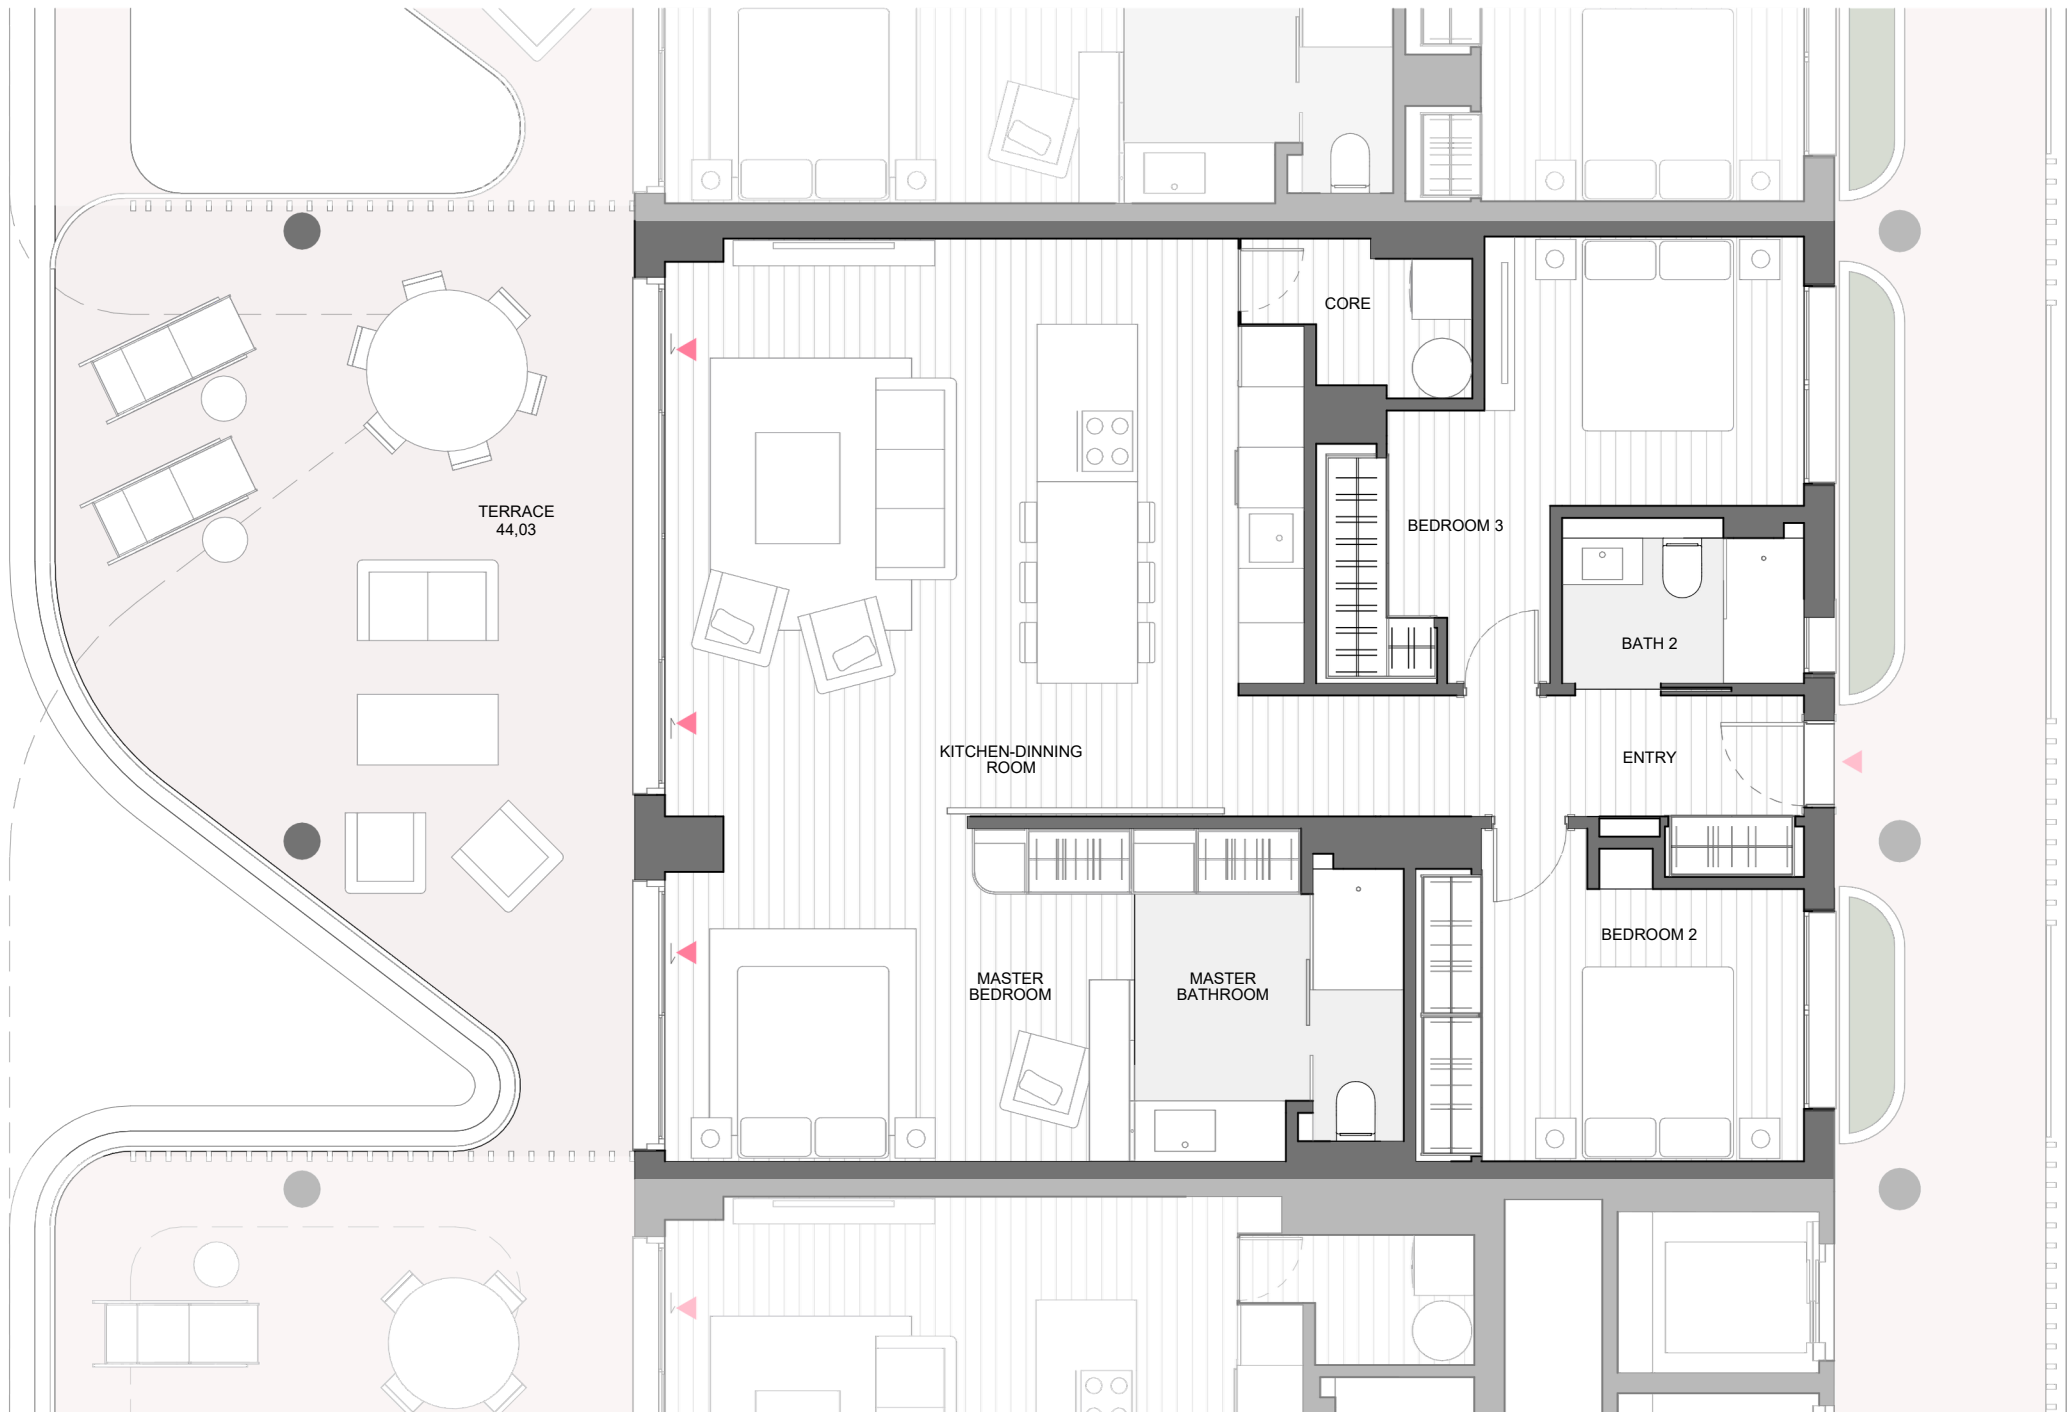 CORE
TERRACE
44,03
BEDROOM 3
BATH 2
KITCHEN-DINNING
ROOM
ENTRY
BEDROOM 2
MASTER
BEDROOM
MASTER
BATHROOM